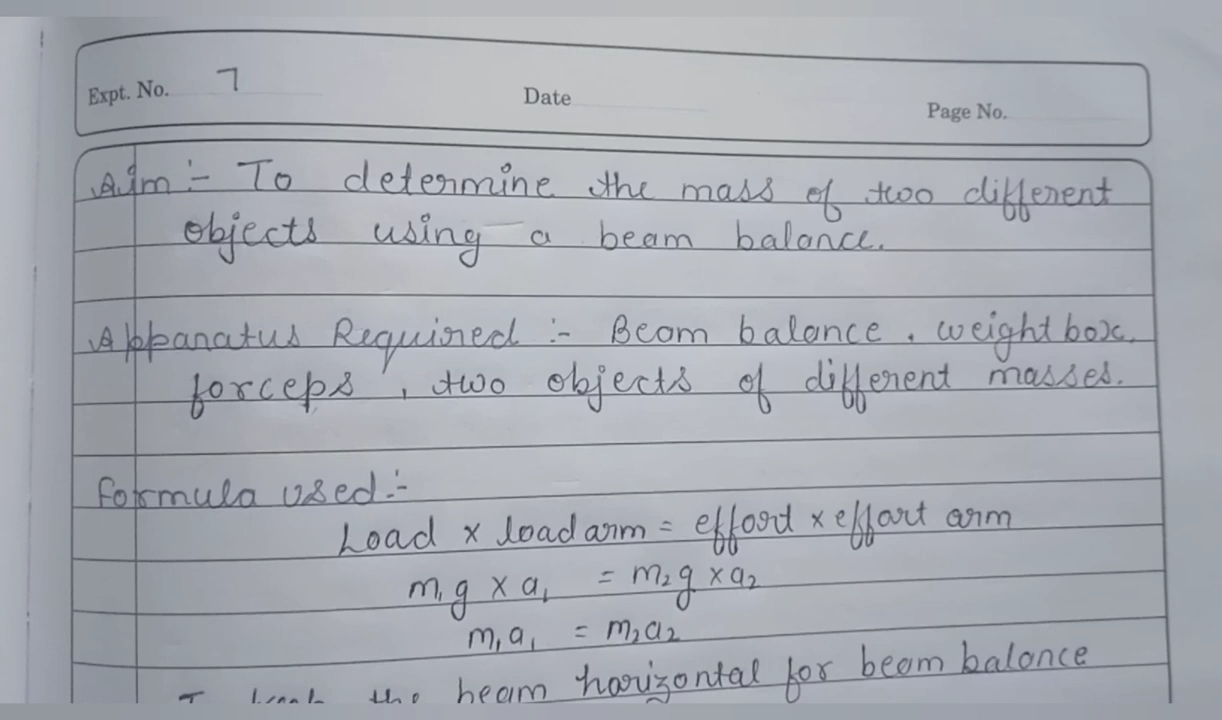 Expt. No. 7 Date Page No.
Aim :- To determine the mass of two different
objects using a beam balance.
Apparatus Required :- Beam balance, weight box,
forceps, two objects of different masses.
Formula used :-
Load × load arm = effort × effort arm
m₁g × a₁ = m₂g × a₂
m₁a₁ = m₂a₂
the beam horizontal for beam balance